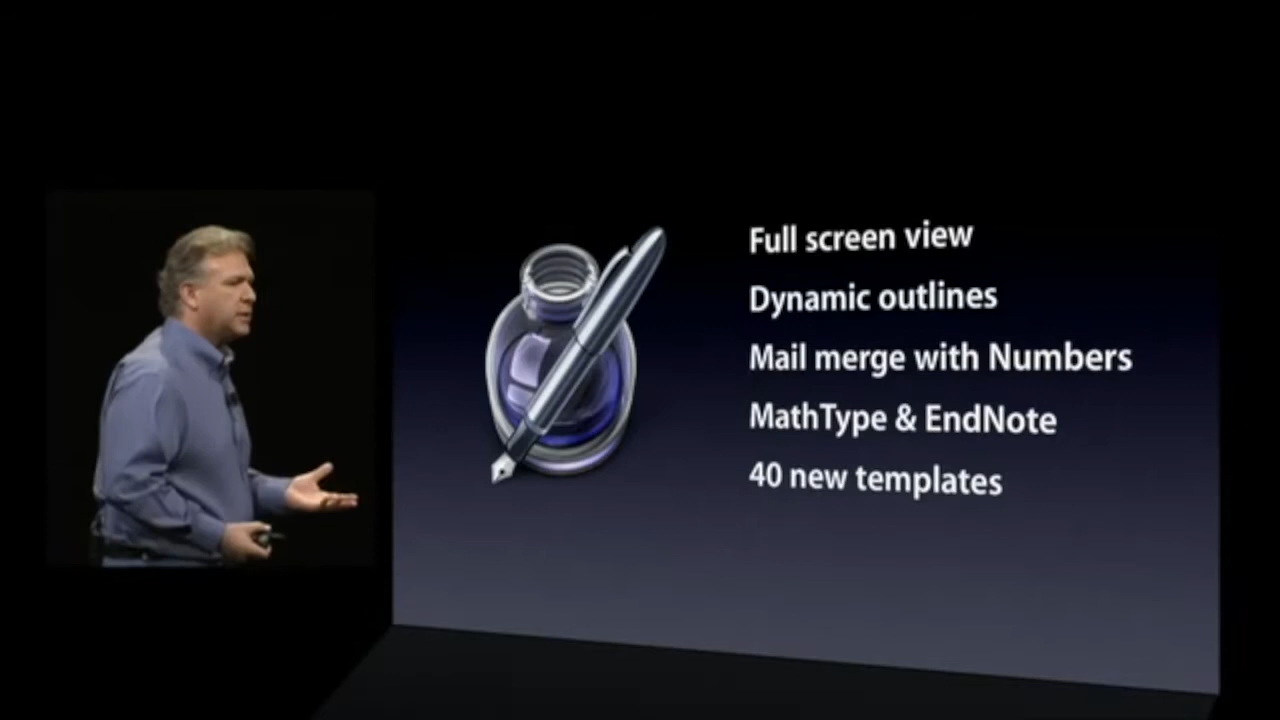 Full screen view
Dynamic outlines
Mail merge with Numbers
MathType & EndNote
40 new templates